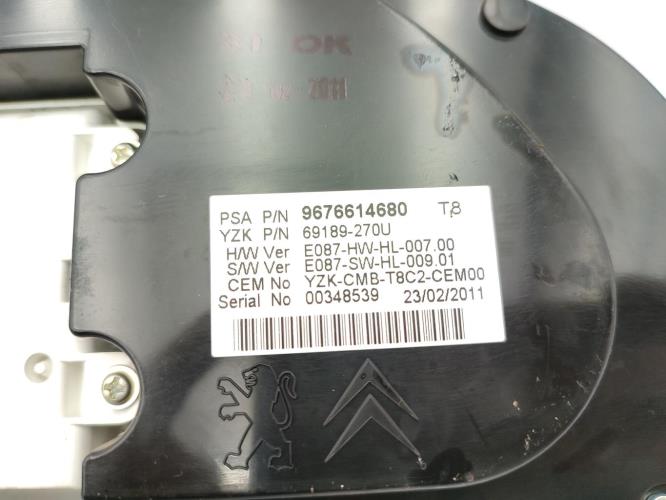 OK
2011
PSA P/N 9676614680 T8
YZK P/N 69189-270U
H/W Ver E087-HW-HL-007.00
S/W Ver E087-SW-HL-009.01
CEM No YZK-CMB-T8C2-CEM00
Serial No 00348539 23/02/2011